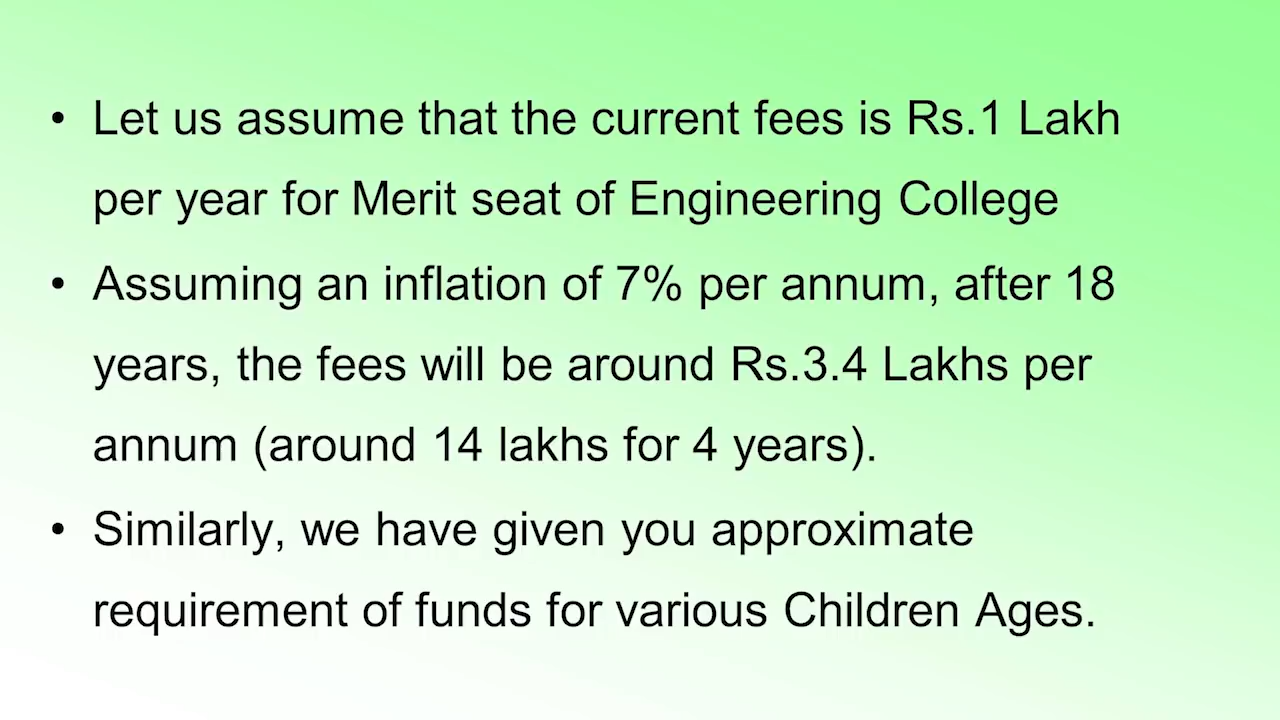 • Let us assume that the current fees is Rs.1 Lakh
per year for Merit seat of Engineering College
• Assuming an inflation of 7% per annum, after 18
years, the fees will be around Rs.3.4 Lakhs per
annum (around 14 lakhs for 4 years).
• Similarly, we have given you approximate
requirement of funds for various Children Ages.